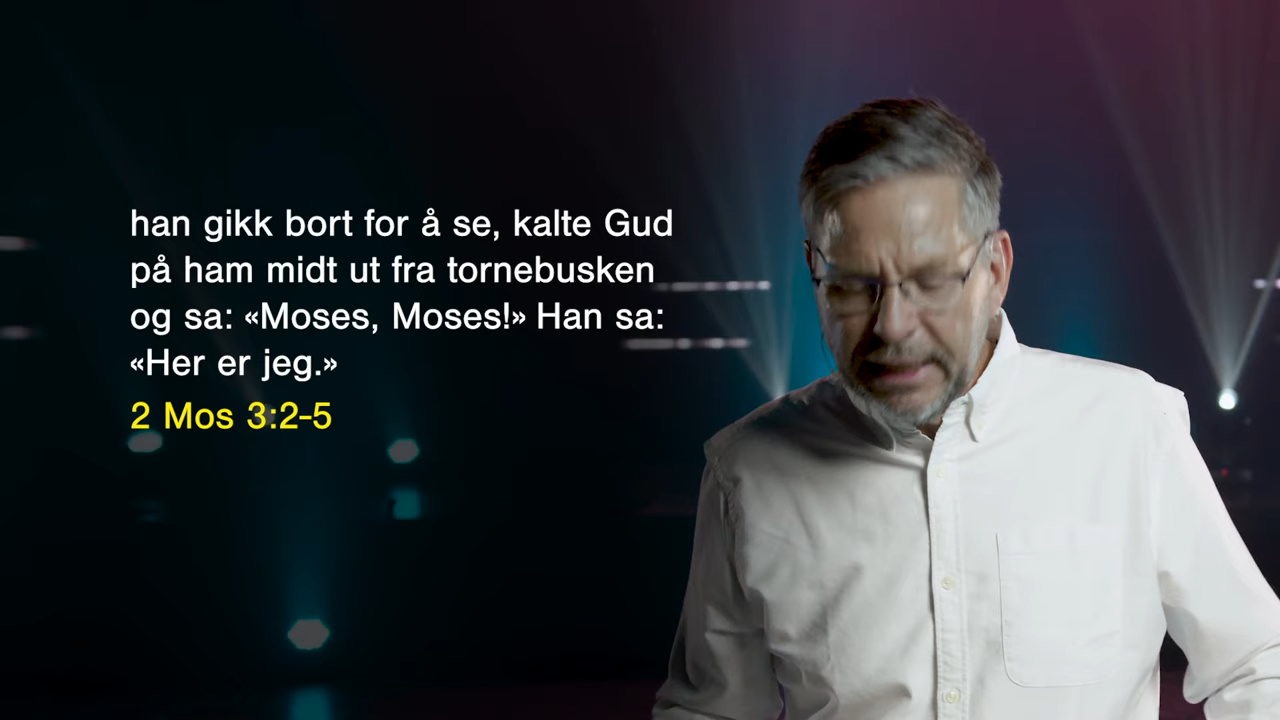 han gikk bort for å se, kalte Gud
på ham midt ut fra tornebusken
og sa: «Moses, Moses!» Han sa:
«Her er jeg.»
2 Mos 3:2-5